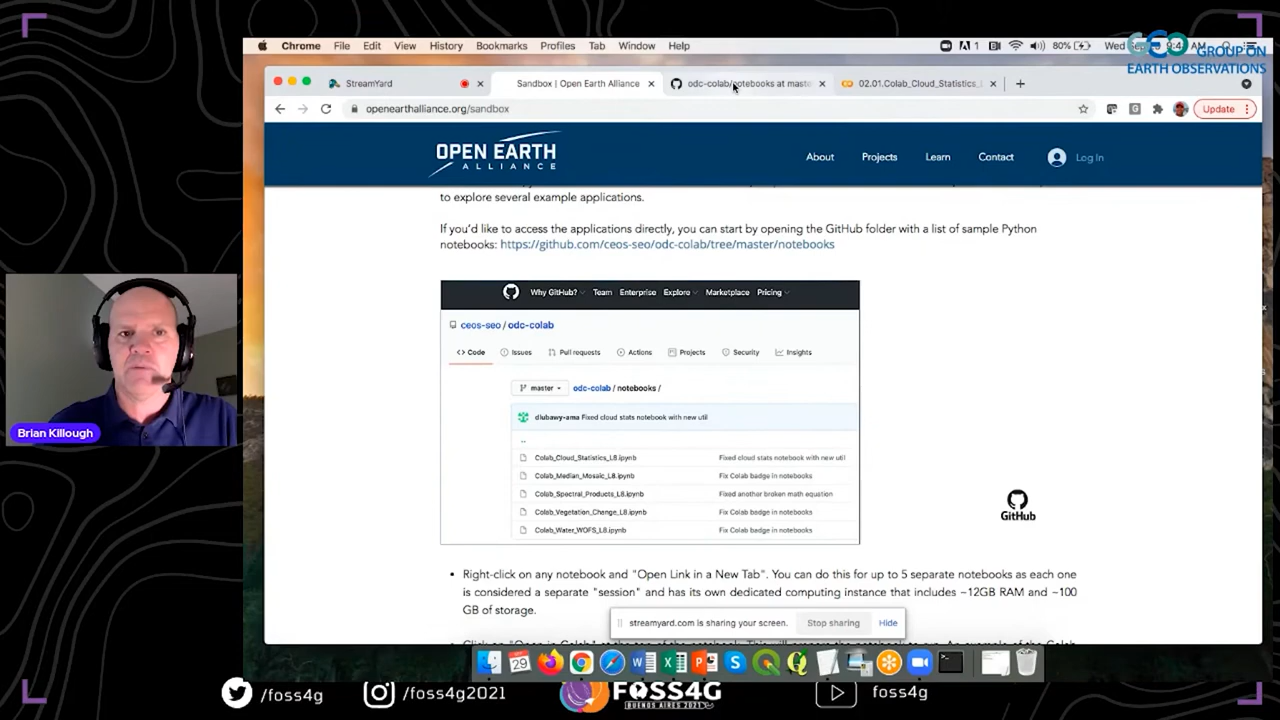 Chrome File Edit View History Bookmarks Profiles Tab Window Help
1
80%
Wed
GEO GROUP ON
EARTH OBSERVATIONS
StreamYard
Sandbox | Open Earth Alliance
odc-colab/notebooks at maste
02.01.Colab_Cloud_Statistics_L
openearthalliance.org/sandbox
Update
OPEN EARTH
ALLIANCE
About Projects Learn Contact Log In
to explore several example applications.
If you'd like to access the applications directly, you can start by opening the GitHub folder with a list of sample Python
notebooks: https://github.com/ceos-seo/odc-colab/tree/master/notebooks
Why GitHub? Team Enterprise Explore Marketplace Pricing
ceos-seo / odc-colab
<> Code Issues Pull requests Actions Projects Security Insights
master odc-colab / notebooks /
dlubawy-ama Fixed cloud stats notebook with new util
..
Colab_Cloud_Statistics_L8.ipynb Fixed cloud stats notebook with new util
Colab_Median_Mosaic_L8.ipynb Fix Colab badge in notebooks
Colab_Spectral_Products_L8.ipynb Fixed another broken math equation
Colab_Vegetation_Change_L8.ipynb Fix Colab badge in notebooks
Colab_Water_WOFS_L8.ipynb Fix Colab badge in notebooks
GitHub
Brian Killough
• Right-click on any notebook and "Open Link in a New Tab". You can do this for up to 5 separate notebooks as each one
is considered a separate "session" and has its own dedicated computing instance that includes ~12GB RAM and ~100
GB of storage.
streamyard.com is sharing your screen. Stop sharing Hide
29
/foss4g
/foss4g2021
FOSS4G
BUENOS AIRES 2021
foss4g